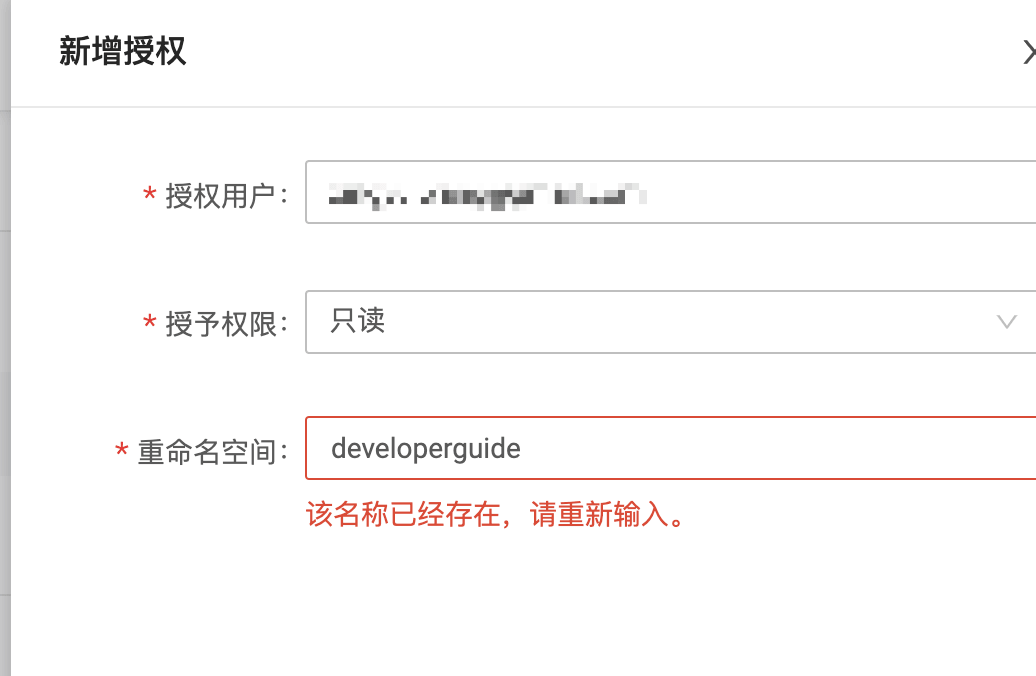 新增授权
* 授权用户：
* 授予权限： 只读
* 重命名空间： developerguide
该名称已经存在，请重新输入。